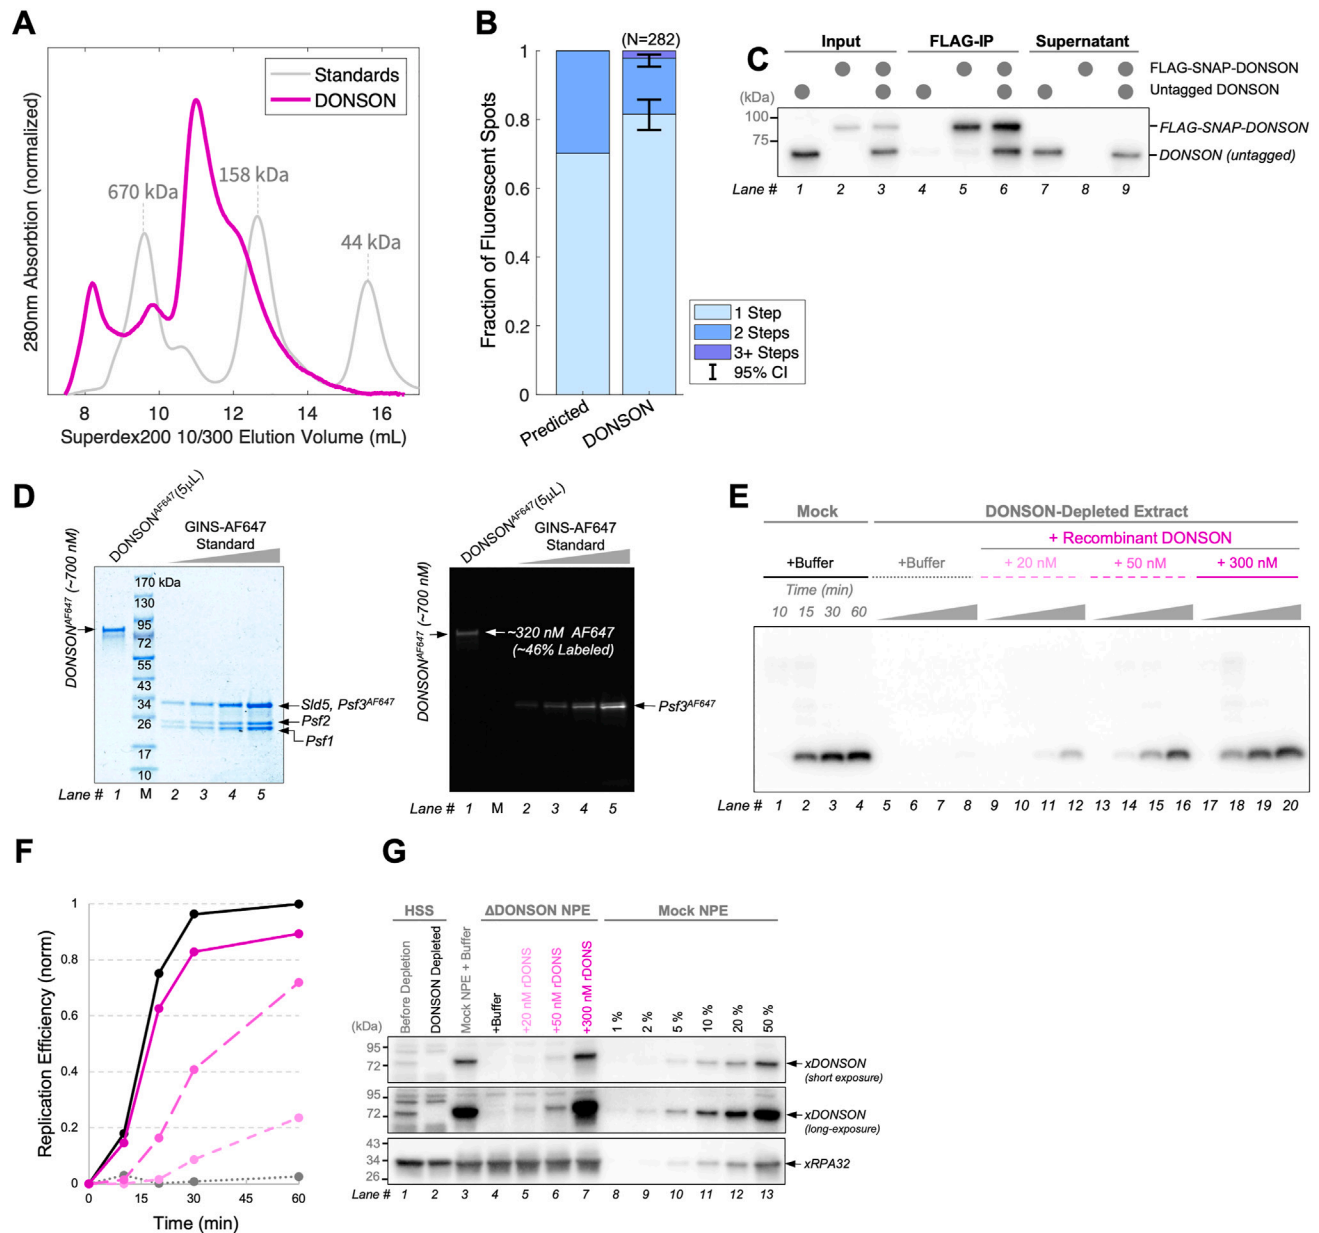 A
280nm Absorbtion (normalized)
Standards
DONSON
670 kDa
158 kDa
44 kDa
8 10 12 14 16
Superdex200 10/300 Elution Volume (mL)
B
(N=282)
Fraction of Fluorescent Spots
1
0.8
0.6
0.4
0.2
0
Predicted
DONSON
1 Step
2 Steps
3+ Steps
95% CI
C
Input FLAG-IP Supernatant
FLAG-SNAP-DONSON
Untagged DONSON
(kDa)
100
75
FLAG-SNAP-DONSON
DONSON (untagged)
Lane # 1 2 3 4 5 6 7 8 9
D
DONSON^AF647 (5µL)
GINS-AF647
Standard
DONSON^AF647 (~700 nM)
170 kDa
130
95
72
55
43
34
26
17
10
Sld5, Psf3^AF647
Psf2
Psf1
Lane # 1 M 2 3 4 5
DONSON^AF647 (5µL)
GINS-AF647
Standard
DONSON^AF647 (~700 nM)
~320 nM AF647
(~46% Labeled)
Psf3^AF647
Lane # 1 M 2 3 4 5
E
Mock DONSON-Depleted Extract
+ Recombinant DONSON
+Buffer +Buffer + 20 nM + 50 nM + 300 nM
Time (min)
10 15 30 60
Lane # 1 2 3 4 5 6 7 8 9 10 11 12 13 14 15 16 17 18 19 20
F
Replication Efficiency (norm)
1
0.8
0.6
0.4
0.2
0
0 15 30 45 60
Time (min)
G
HSS ΔDONSON NPE Mock NPE
Before Depletion
DONSON Depleted
Mock NPE + Buffer
+Buffer
+20 nM rDONS
+50 nM rDONS
+300 nM rDONS
1 %
2 %
5 %
10 %
20 %
50 %
(kDa)
95
72
xDONSON
(short exposure)
95
72
xDONSON
(long-exposure)
43
34
26
xRPA32
Lane # 1 2 3 4 5 6 7 8 9 10 11 12 13